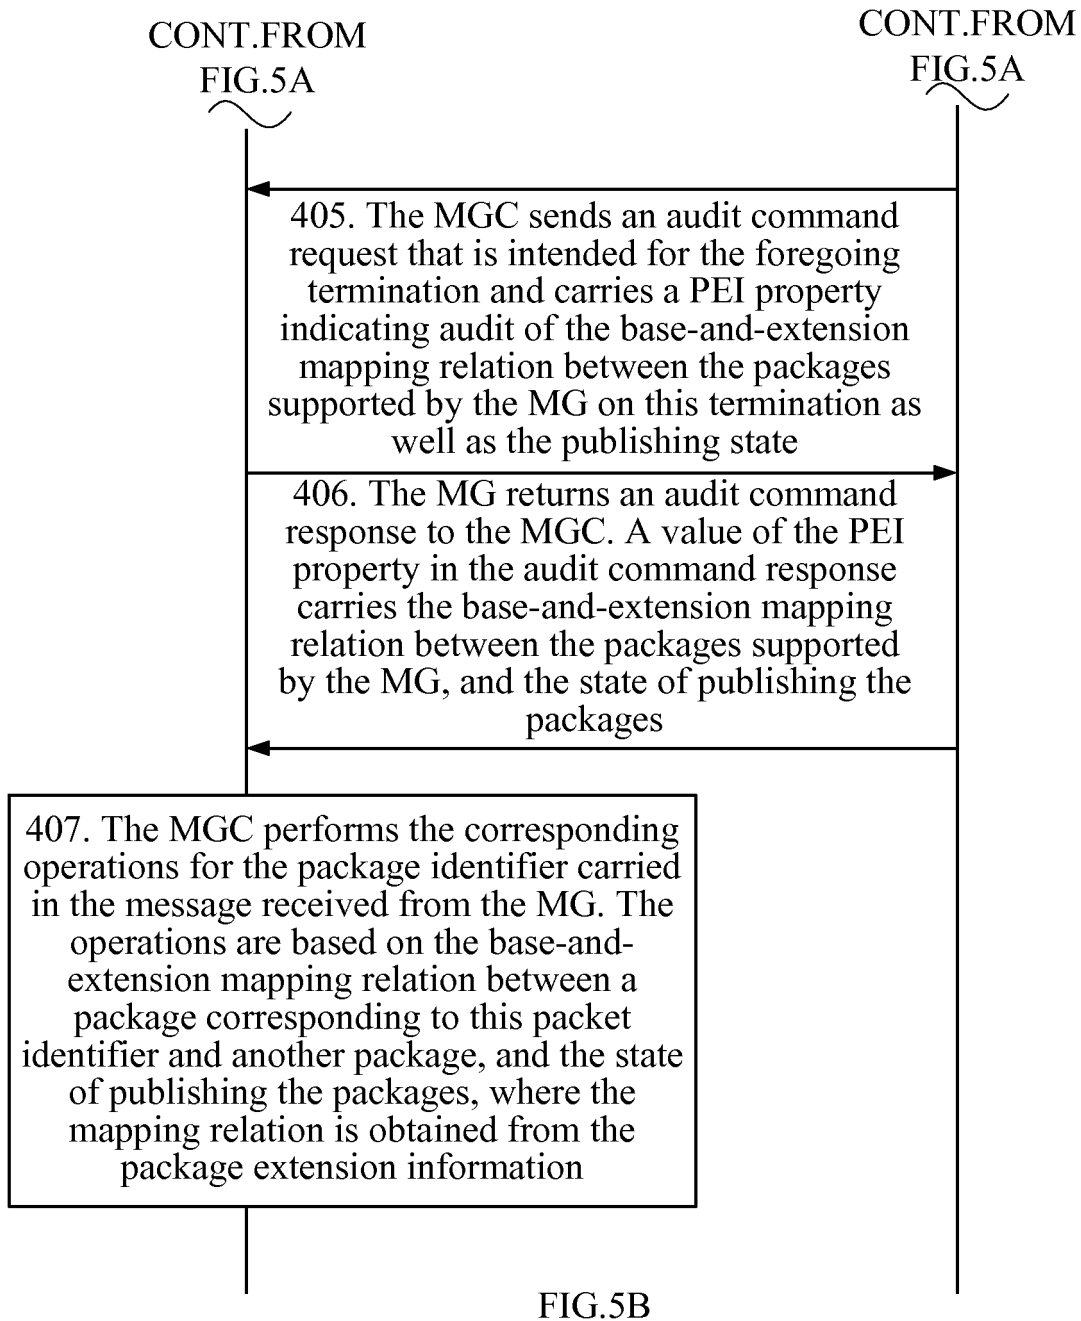 CONT.FROM
FIG.5A
CONT.FROM
FIG.5A
405. The MGC sends an audit command
request that is intended for the foregoing
termination and carries a PEI property
indicating audit of the base-and-extension
mapping relation between the packages
supported by the MG on this termination as
well as the publishing state
406. The MG returns an audit command
response to the MGC. A value of the PEI
property in the audit command response
carries the base-and-extension mapping
relation between the packages supported
by the MG, and the state of publishing the
packages
407. The MGC performs the corresponding
operations for the package identifier carried
in the message received from the MG. The
operations are based on the base-and-
extension mapping relation between a
package corresponding to this packet
identifier and another package, and the state
of publishing the packages, where the
mapping relation is obtained from the
package extension information
FIG.5B